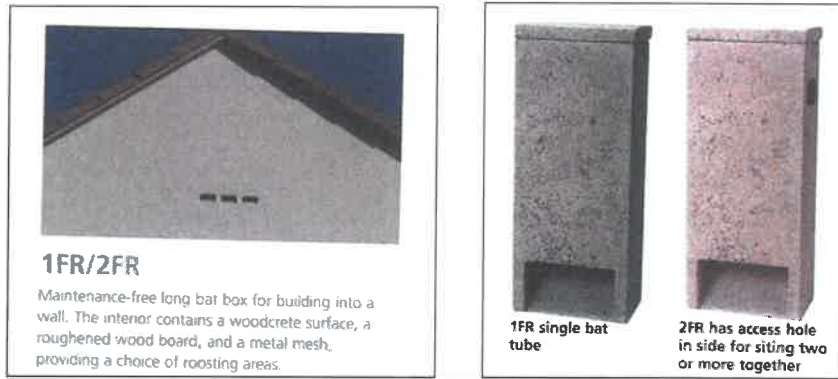 1FR/2FR
Maintenance-free long bat box for building into a
wall. The interior contains a woodcrete surface, a
roughened wood board, and a metal mesh,
providing a choice of roosting areas.
1FR single bat
tube
2FR has access hole
in side for siting two
or more together